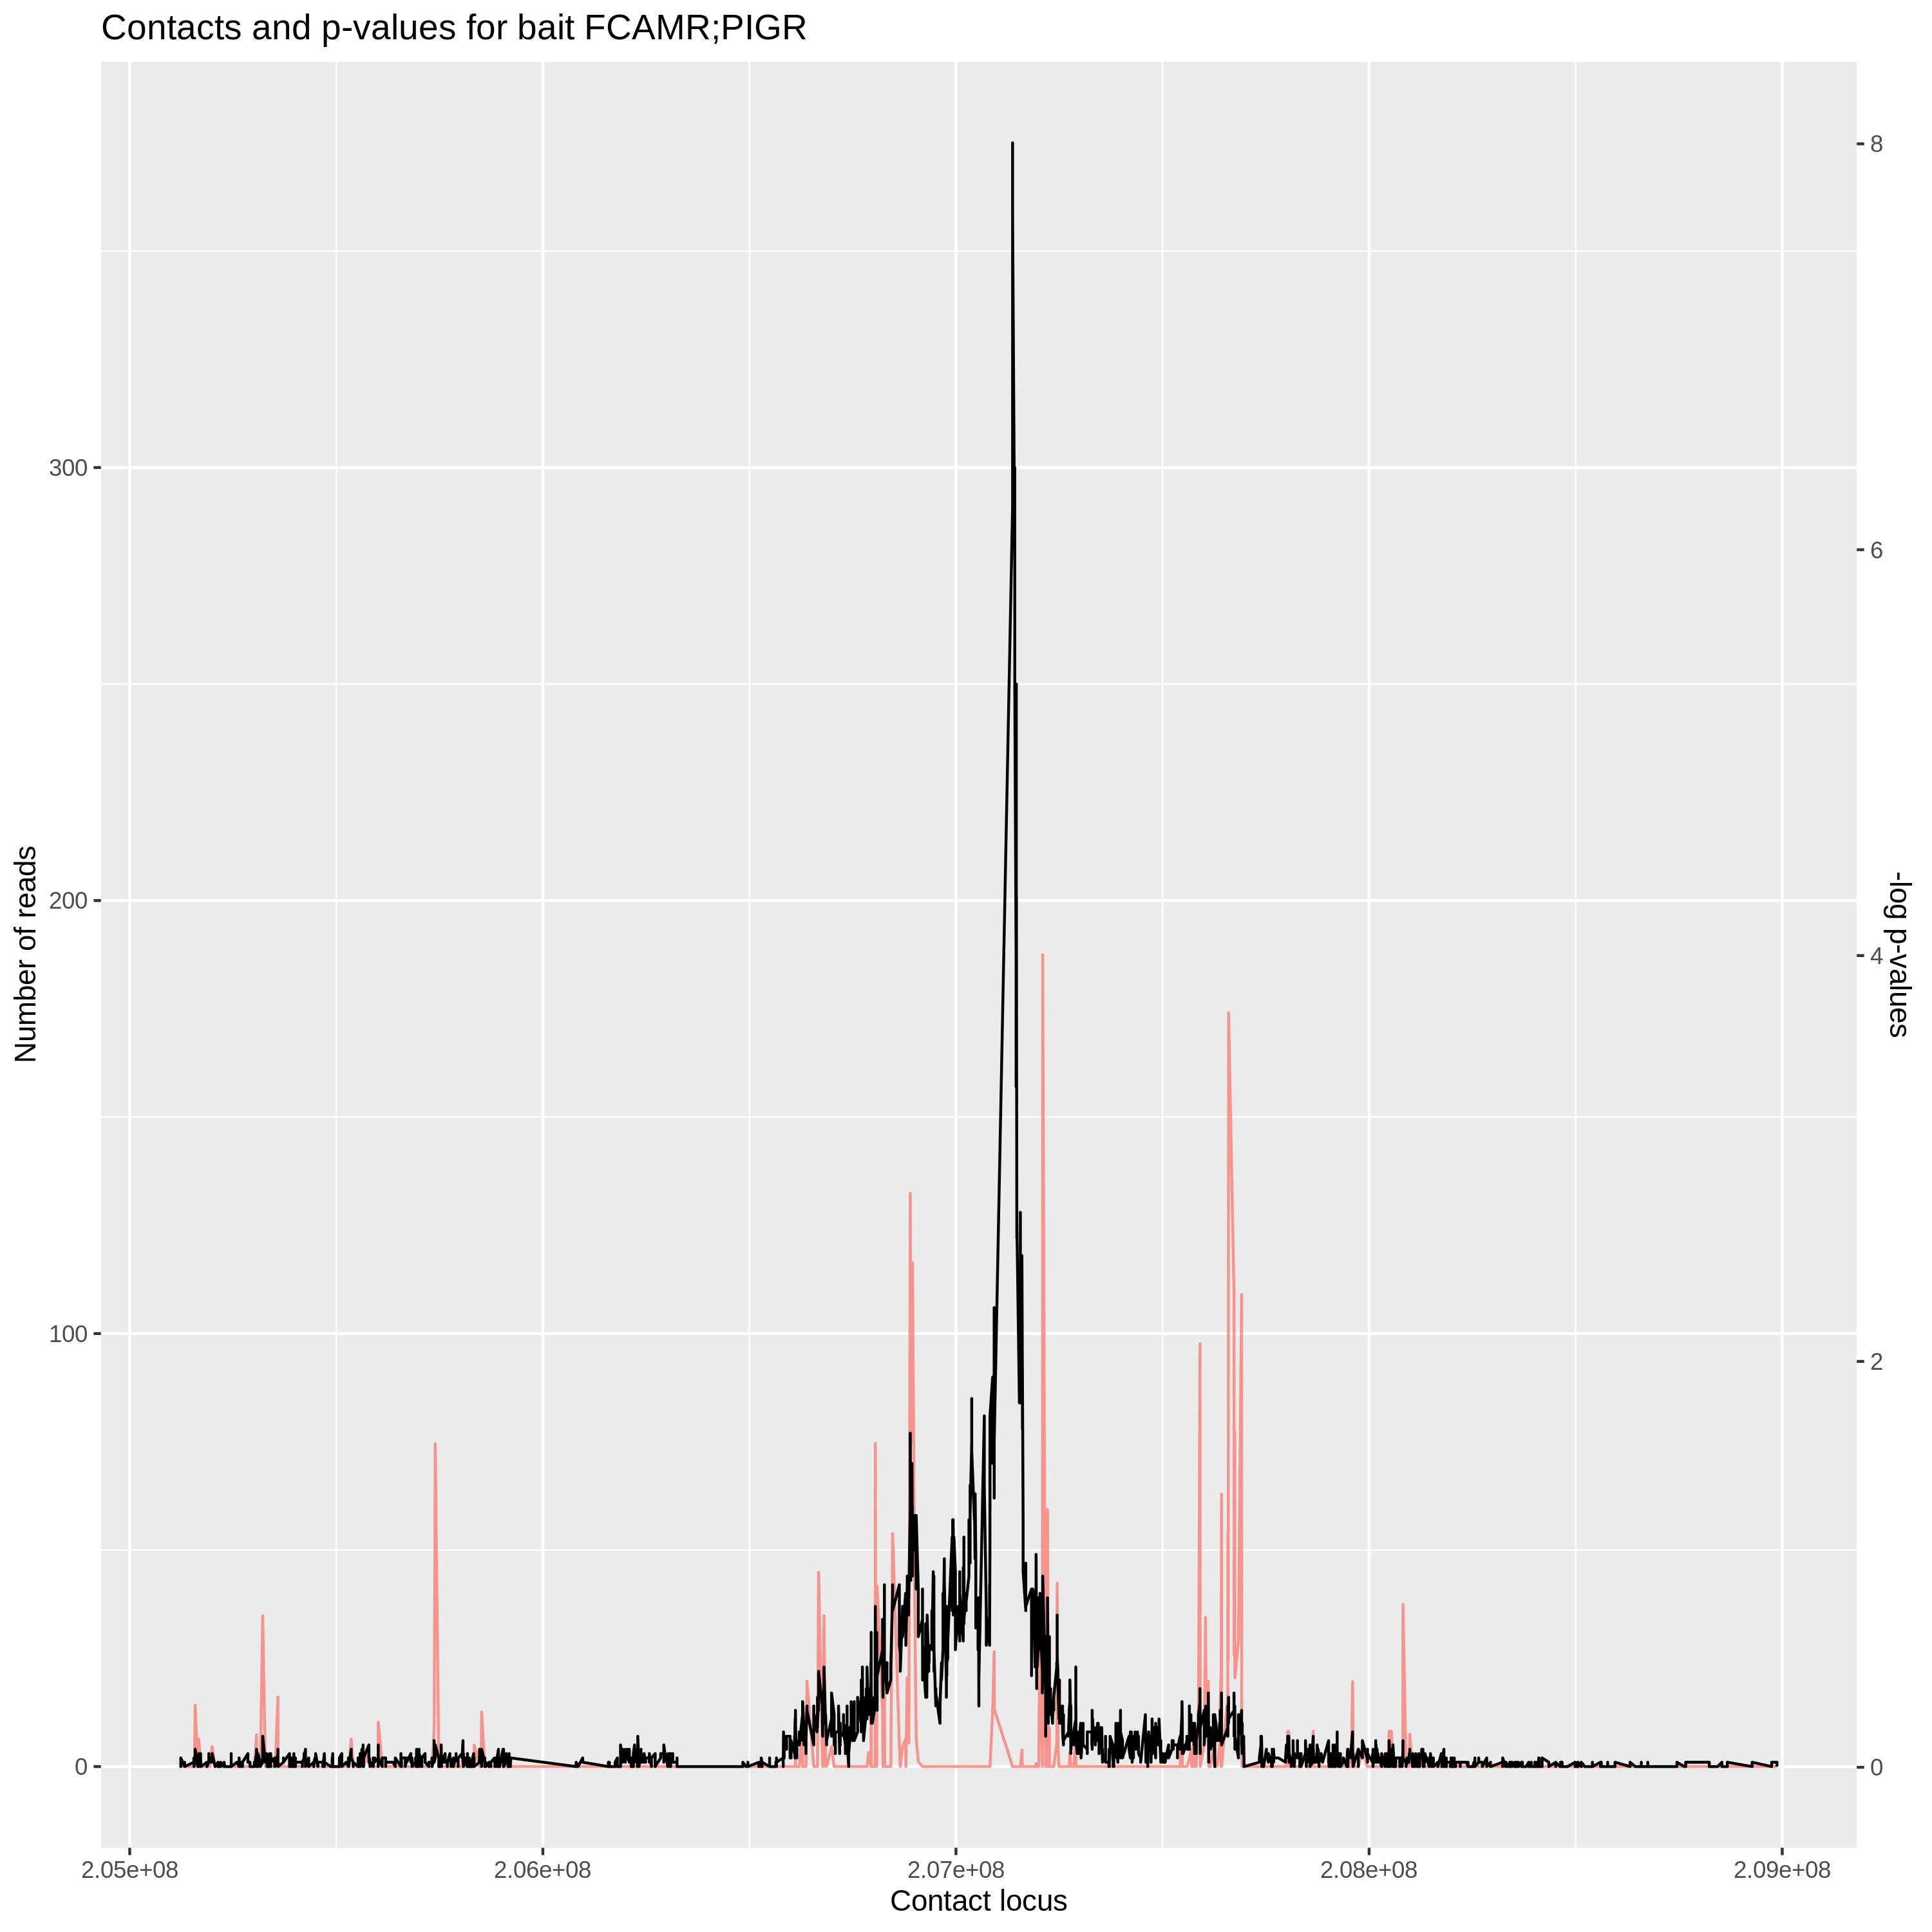 Contacts and p-values for bait FCAMR;PIGR
8
300
6
200
4
100
2
0
0
Number of reads
-log p-values
2.05e+08
2.06e+08
2.07e+08
2.08e+08
2.09e+08
Contact locus